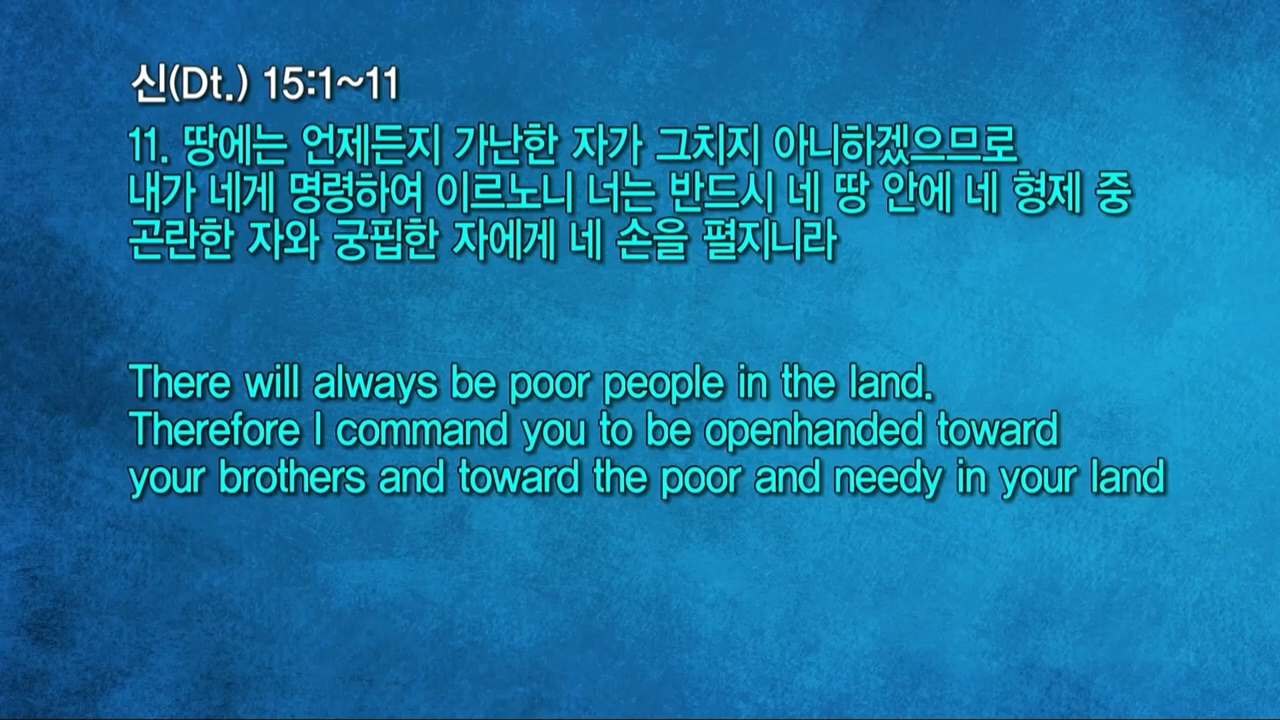 신(Dt.) 15:1~11
11. 땅에는 언제든지 가난한 자가 그치지 아니하겠으므로
내가 네게 명령하여 이르노니 너는 반드시 네 땅 안에 네 형제 중
곤란한 자와 궁핍한 자에게 네 손을 펼지니라
There will always be poor people in the land.
Therefore I command you to be openhanded toward
your brothers and toward the poor and needy in your land